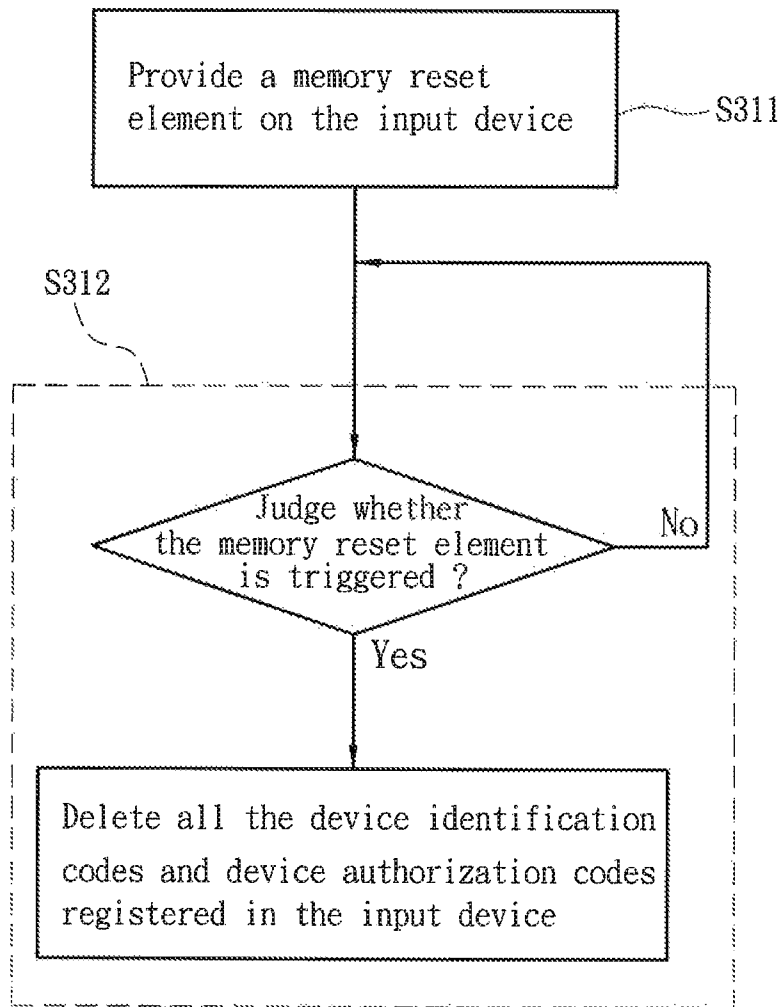 Provide a memory reset
element on the input device
S311
S312
Judge whether
the memory reset element
is triggered ?
No
Yes
Delete all the device identification
codes and device authorization codes
registered in the input device